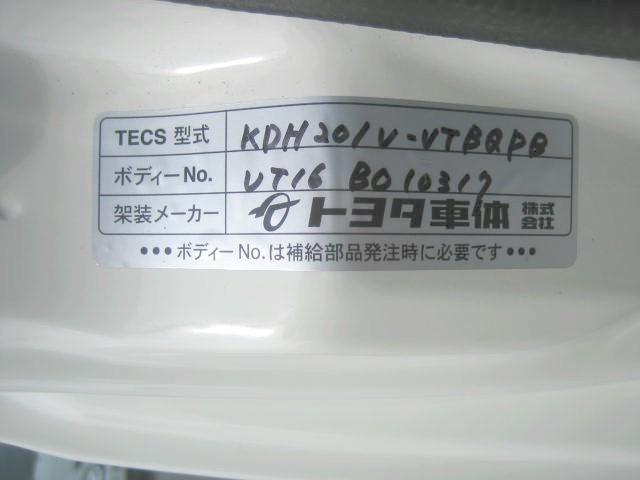 TECS 型式 KDH201V-VTBQPB
ボディーNo. VT16 BO10317
架装メーカー トヨタ車体 株式会社
•••ボディーNo.は補給部品発注時に必要です•••